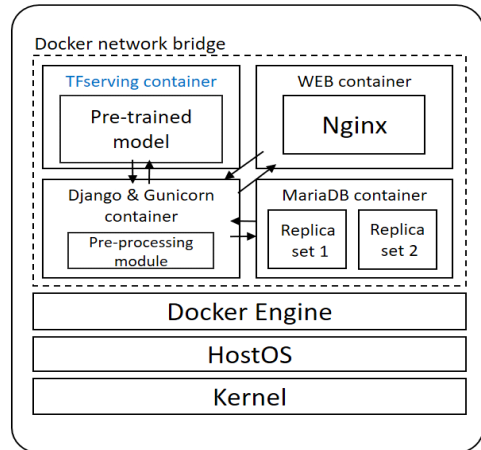 Docker network bridge
TFserving container
Pre-trained
model
WEB container
Nginx
Django & Gunicorn
container
Pre-processing
module
MariaDB container
Replica
set 1
Replica
set 2
Docker Engine
HostOS
Kernel